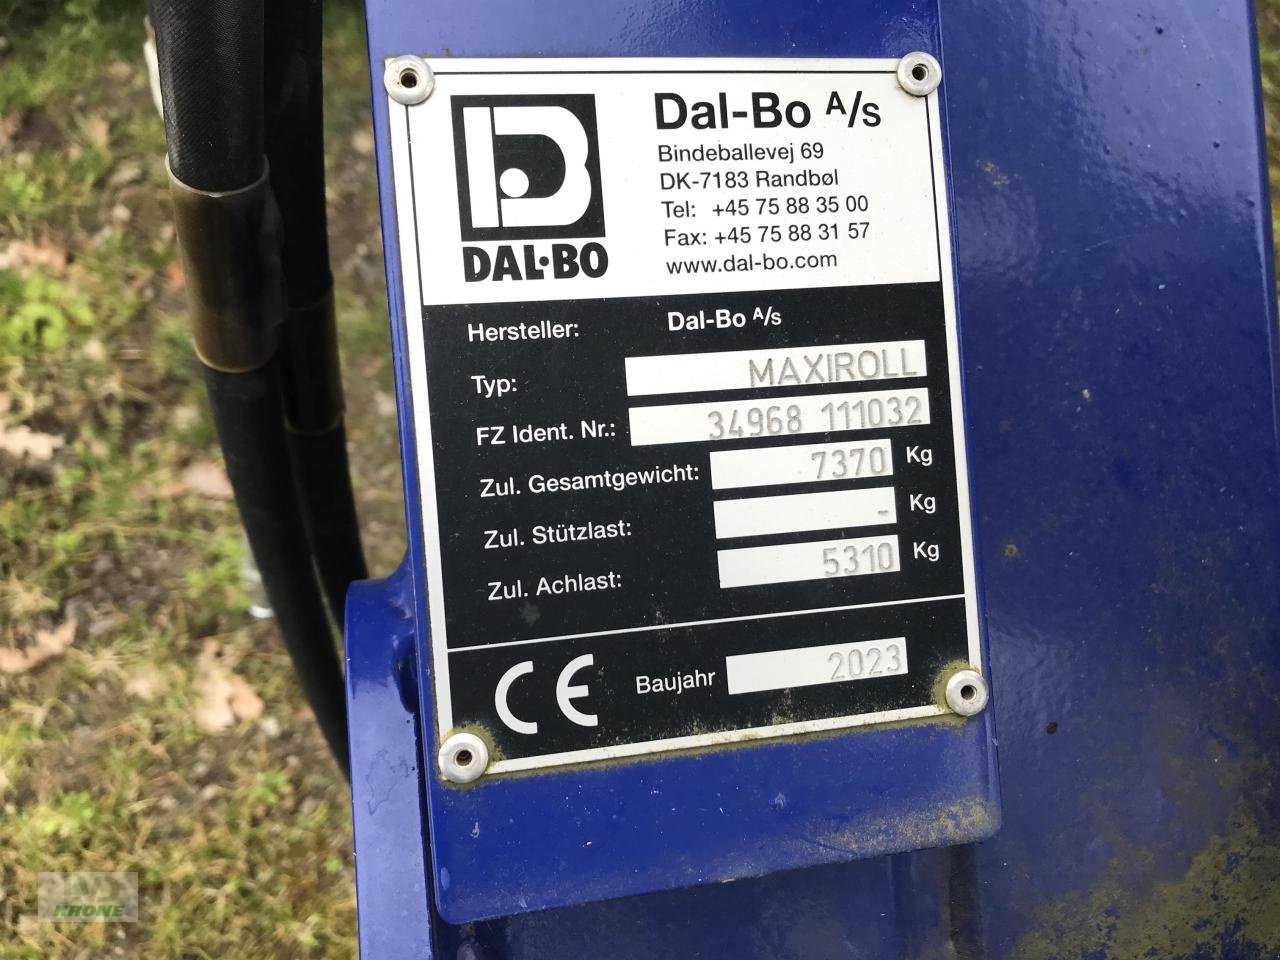 DAL-BO
Dal-Bo A/s
Bindeballevej 69
DK-7183 Randbøl
Tel: +45 75 88 35 00
Fax: +45 75 88 31 57
www.dal-bo.com
Hersteller: Dal-Bo A/s
Typ: MAXIROLL
FZ Ident. Nr.: 34968 111032
Zul. Gesamtgewicht: 7370 Kg
Zul. Stützlast: - Kg
Zul. Achlast: 5310 Kg
CE Baujahr 2023
KRONE